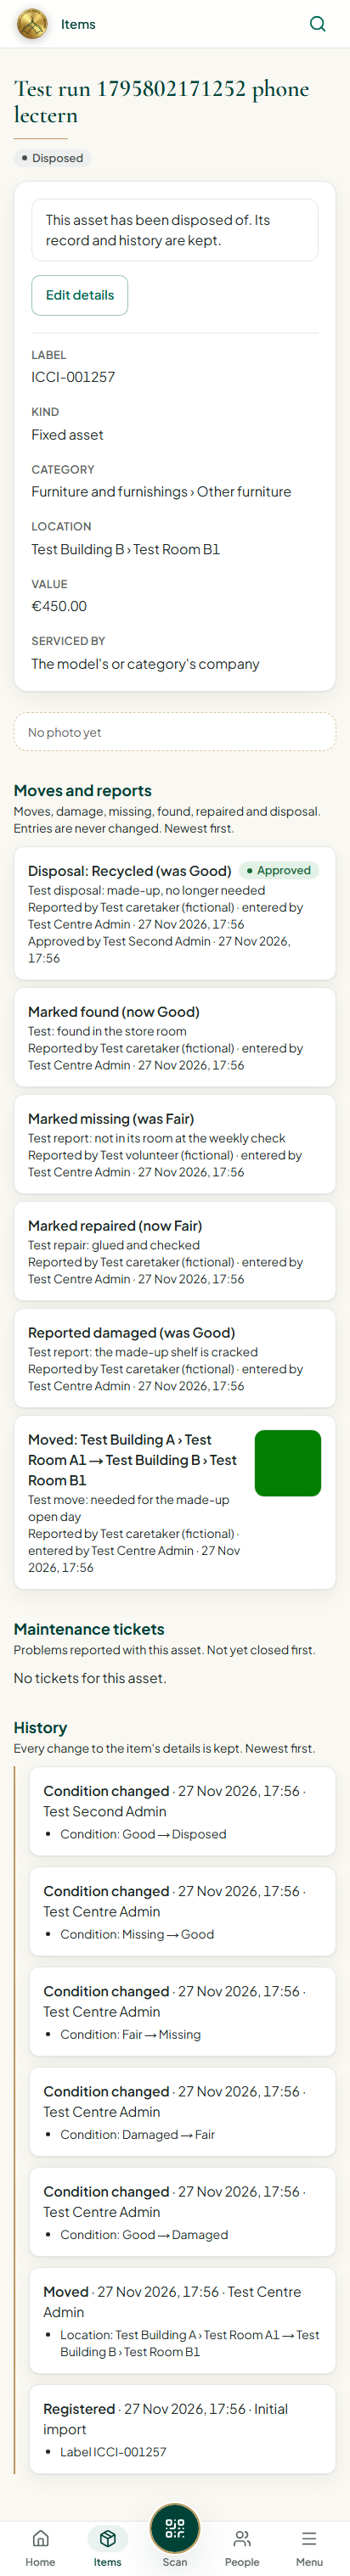 Items
Test run 1795802171252 phone
lectern
Disposed
This asset has been disposed of. Its
record and history are kept.
Edit details
LABEL
ICCI-001257
KIND
Fixed asset
CATEGORY
Furniture and furnishings › Other furniture
LOCATION
Test Building B › Test Room B1
VALUE
€450.00
SERVICED BY
The model's or category's company
No photo yet
Moves and reports
Moves, damage, missing, found, repaired and disposal.
Entries are never changed. Newest first.
Disposal: Recycled (was Good) Approved
Test disposal: made-up, no longer needed
Reported by Test caretaker (fictional) · entered by
Test Centre Admin · 27 Nov 2026, 17:56
Approved by Test Second Admin · 27 Nov 2026,
17:56
Marked found (now Good)
Test: found in the store room
Reported by Test caretaker (fictional) · entered by
Test Centre Admin · 27 Nov 2026, 17:56
Marked missing (was Fair)
Test report: not in its room at the weekly check
Reported by Test volunteer (fictional) · entered by
Test Centre Admin · 27 Nov 2026, 17:56
Marked repaired (now Fair)
Test repair: glued and checked
Reported by Test caretaker (fictional) · entered by
Test Centre Admin · 27 Nov 2026, 17:56
Reported damaged (was Good)
Test report: the made-up shelf is cracked
Reported by Test caretaker (fictional) · entered by
Test Centre Admin · 27 Nov 2026, 17:56
Moved: Test Building A › Test
Room A1 → Test Building B › Test
Room B1
Test move: needed for the made-up
open day
Reported by Test caretaker (fictional) ·
entered by Test Centre Admin · 27 Nov
2026, 17:56
Maintenance tickets
Problems reported with this asset. Not yet closed first.
No tickets for this asset.
History
Every change to the item's details is kept. Newest first.
Condition changed · 27 Nov 2026, 17:56 ·
Test Second Admin
• Condition: Good → Disposed
Condition changed · 27 Nov 2026, 17:56 ·
Test Centre Admin
• Condition: Missing → Good
Condition changed · 27 Nov 2026, 17:56 ·
Test Centre Admin
• Condition: Fair → Missing
Condition changed · 27 Nov 2026, 17:56 ·
Test Centre Admin
• Condition: Damaged → Fair
Condition changed · 27 Nov 2026, 17:56 ·
Test Centre Admin
• Condition: Good → Damaged
Moved · 27 Nov 2026, 17:56 · Test Centre
Admin
• Location: Test Building A › Test Room A1 → Test
Building B › Test Room B1
Registered · 27 Nov 2026, 17:56 · Initial
import
• Label ICCI-001257
Home Items Scan People Menu